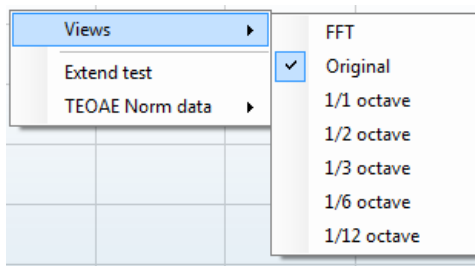 Views
Extend test
TEOAE Norm data
FFT
Original
1/1 octave
1/2 octave
1/3 octave
1/6 octave
1/12 octave